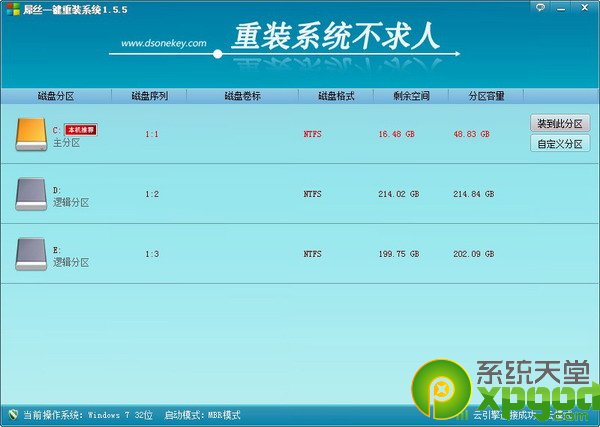 屌丝一键重装系统1.5.5
www.dsonekey.com 重装系统不求人
磁盘分区 磁盘序列 磁盘卷标 磁盘格式 剩余空间 分区容量
C: 本机推荐 主分区 1:1 NTFS 16.48 GB 48.83 GB 装到此分区
自定义分区
D: 逻辑分区 1:2 NTFS 214.02 GB 214.84 GB
E: 逻辑分区 1:3 NTFS 199.75 GB 202.09 GB
系统天堂
当前操作系统: Windows 7 32位 启动模式: MBR模式 云引擎连接成功